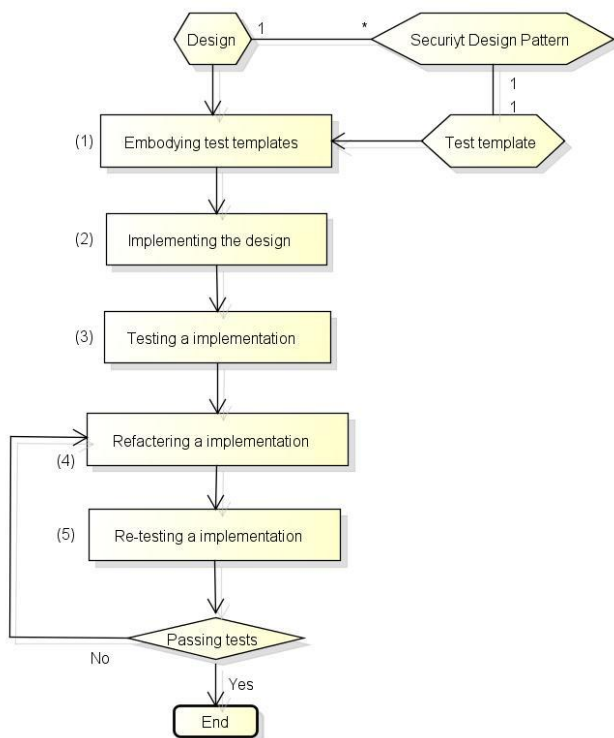 Design
1
*
Securiyt Design Pattern
1
1
(1)
Embodying test templates
Test template
(2)
Implementing the design
(3)
Testing a implementation
Refactering a implementation
(4)
(5)
Re-testing a implementation
Passing tests
No
Yes
End